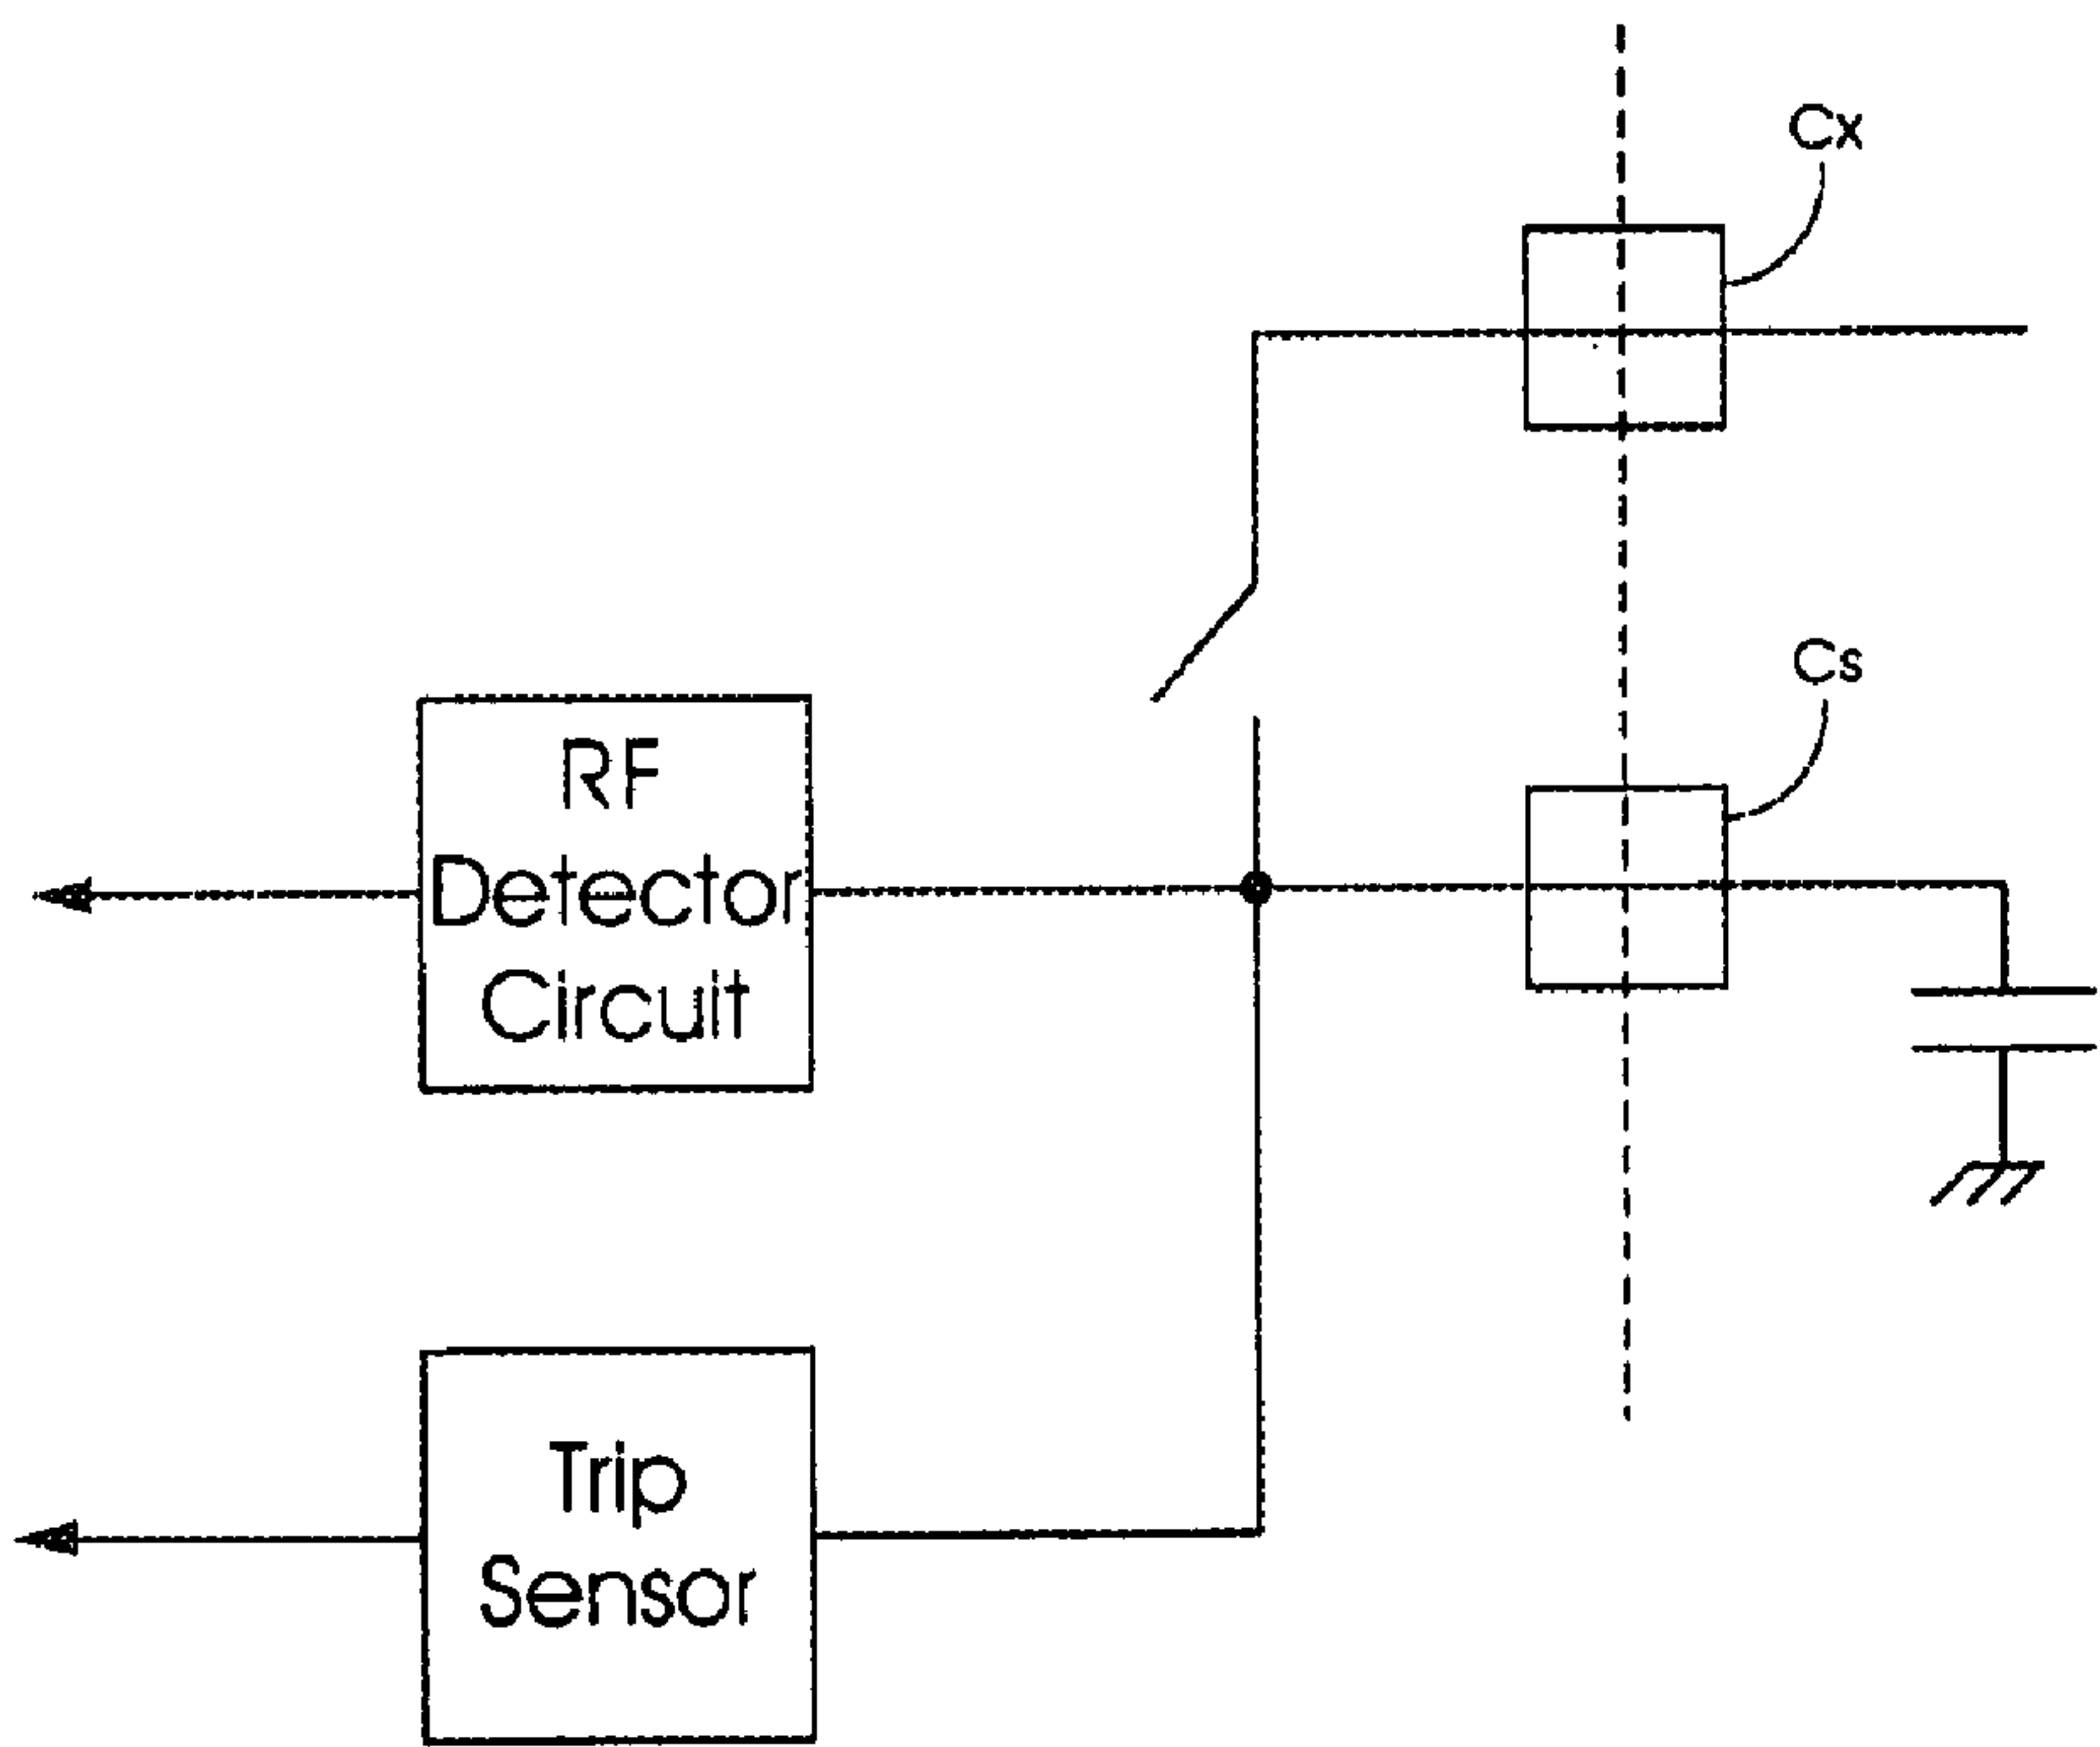 Cx
Cs
RF
Detector
Circuit
Trip
Sensor